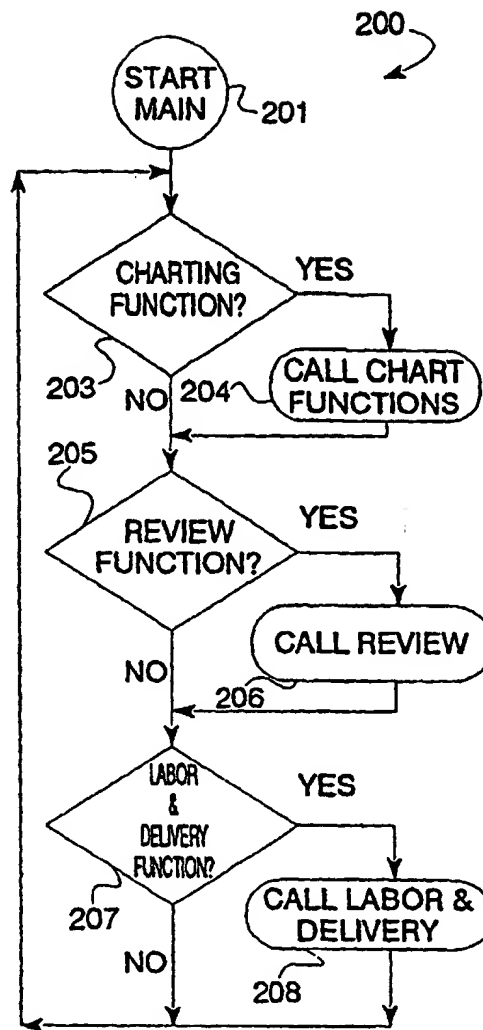 200
START
MAIN
201
CHARTING
FUNCTION?
YES
203
NO
204
CALL CHART
FUNCTIONS
205
REVIEW
FUNCTION?
YES
NO
CALL REVIEW
206
LABOR
&
DELIVERY
FUNCTION?
YES
207
NO
CALL LABOR &
DELIVERY
208